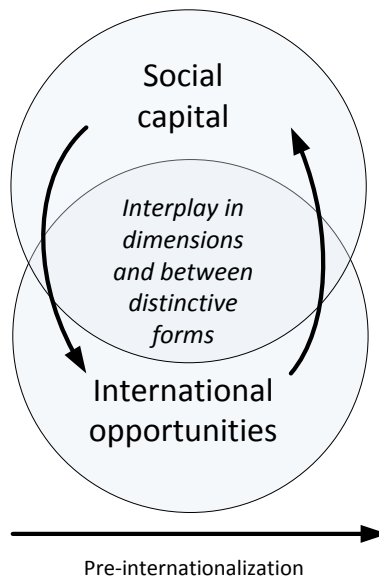 Social
capital
Interplay in
dimensions
and between
distinctive
forms
International
opportunities
Pre-internationalization